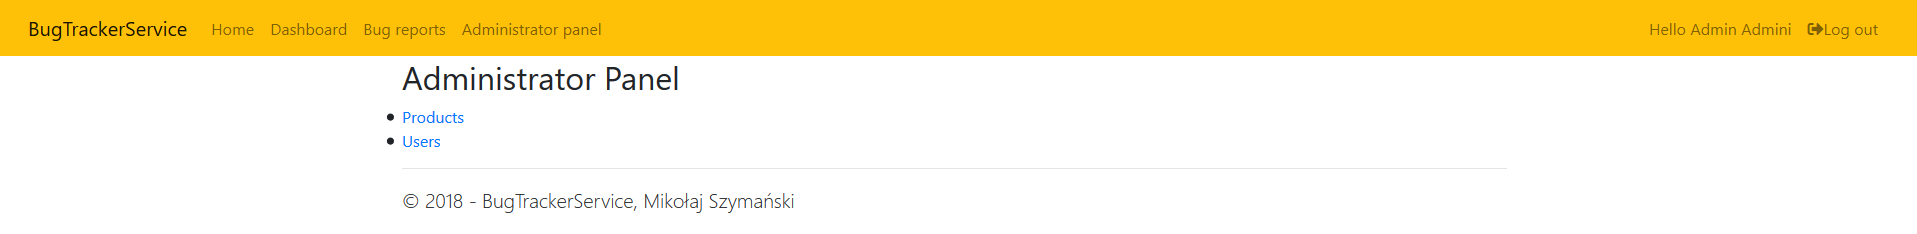 BugTrackerService Home Dashboard Bug reports Administrator panel Hello Admin Admini Log out
Administrator Panel
Products
Users
© 2018 - BugTrackerService, Mikołaj Szymański